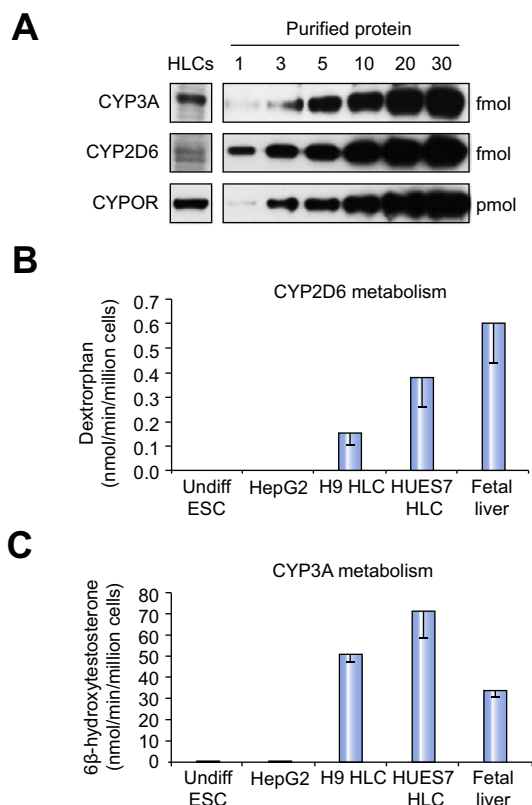 A
Purified protein
HLCs 1 3 5 10 20 30
CYP3A fmol
CYP2D6 fmol
CYPOR pmol
B
CYP2D6 metabolism
Dextrorphan
(nmol/min/million cells)
0.7
0.6
0.5
0.4
0.3
0.2
0.1
0.0
Undiff ESC
HepG2
H9 HLC
HUES7 HLC
Fetal liver
C
CYP3A metabolism
6β-hydroxytestosterone
(nmol/min/million cells)
80
70
60
50
40
30
20
10
0
Undiff ESC
HepG2
H9 HLC
HUES7 HLC
Fetal liver